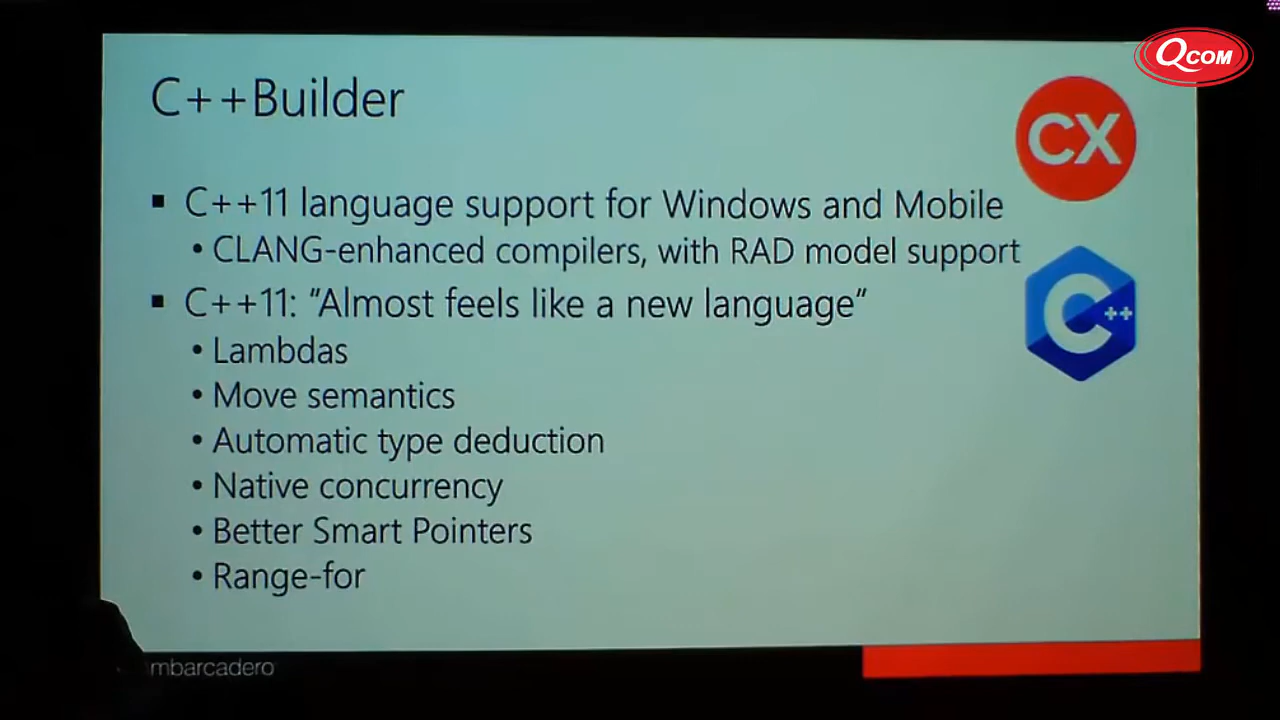 QCOM
C++Builder
CX
▪ C++11 language support for Windows and Mobile
• CLANG-enhanced compilers, with RAD model support
C++
▪ C++11: “Almost feels like a new language”
• Lambdas
• Move semantics
• Automatic type deduction
• Native concurrency
• Better Smart Pointers
• Range-for
mbarcadero